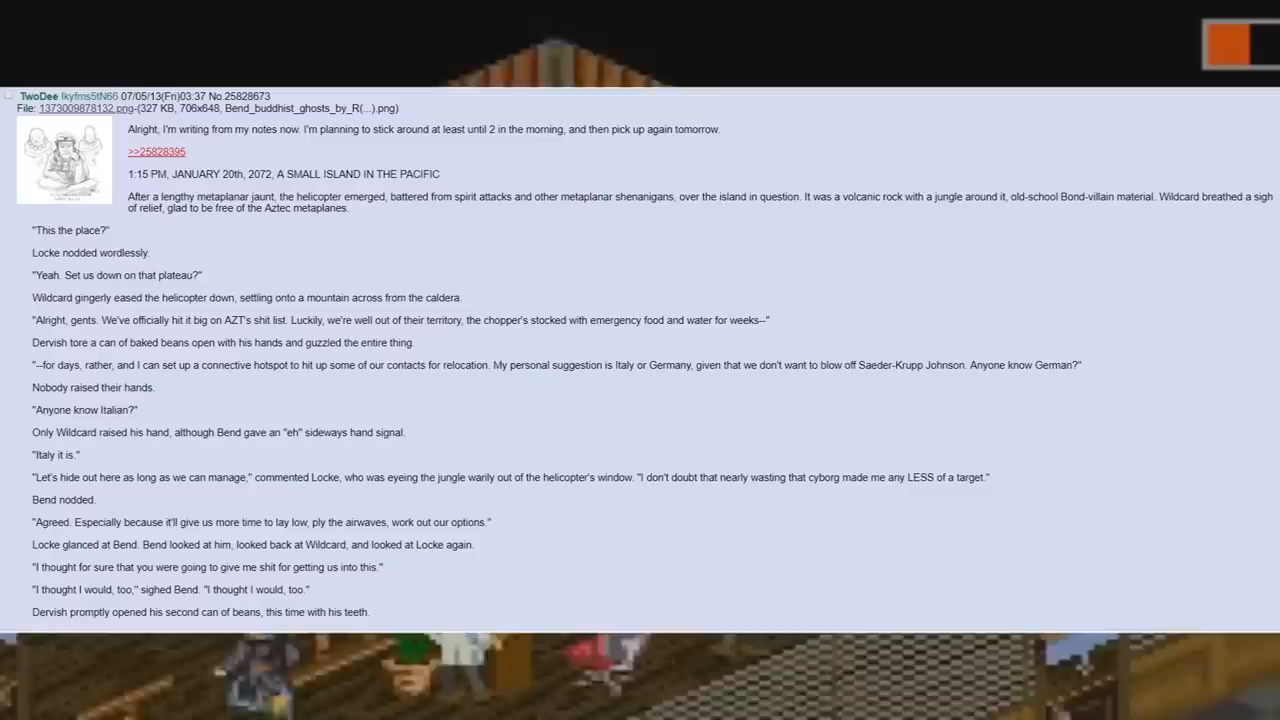 TwoDee !kyfms5tN66 07/05/13(Fri)03:37 No.25828673
File: 1373009878132.png-(327 KB, 706x648, Bend_buddhist_ghosts_by_R(...).png)
Alright, I'm writing from my notes now. I'm planning to stick around at least until 2 in the morning, and then pick up again tomorrow.
>>25828395
1:15 PM, JANUARY 20th, 2072, A SMALL ISLAND IN THE PACIFIC
After a lengthy metaplanar jaunt, the helicopter emerged, battered from spirit attacks and other metaplanar shenanigans, over the island in question. It was a volcanic rock with a jungle around it, old-school Bond-villain material. Wildcard breathed a sigh
of relief, glad to be free of the Aztec metaplanes.
"This the place?"
Locke nodded wordlessly.
"Yeah. Set us down on that plateau?"
Wildcard gingerly eased the helicopter down, settling onto a mountain across from the caldera.
"Alright, gents. We've officially hit it big on AZT's shit list. Luckily, we're well out of their territory, the chopper's stocked with emergency food and water for weeks--"
Dervish tore a can of baked beans open with his hands and guzzled the entire thing.
"--for days, rather, and I can set up a connective hotspot to hit up some of our contacts for relocation. My personal suggestion is Italy or Germany, given that we don't want to blow off Saeder-Krupp Johnson. Anyone know German?"
Nobody raised their hands.
"Anyone know Italian?"
Only Wildcard raised his hand, although Bend gave an "eh" sideways hand signal.
"Italy it is."
"Let's hide out here as long as we can manage," commented Locke, who was eyeing the jungle warily out of the helicopter's window. "I don't doubt that nearly wasting that cyborg made me any LESS of a target."
Bend nodded.
"Agreed. Especially because it'll give us more time to lay low, ply the airwaves, work out our options."
Locke glanced at Bend. Bend looked at him, looked back at Wildcard, and looked at Locke again.
"I thought for sure that you were going to give me shit for getting us into this."
"I thought I would, too," sighed Bend. "I thought I would, too."
Dervish promptly opened his second can of beans, this time with his teeth.